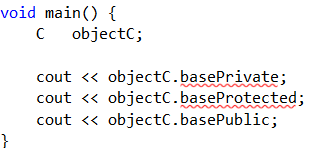 void main() {
    C   objectC;

    cout << objectC.basePrivate;
    cout << objectC.baseProtected;
    cout << objectC.basePublic;
}